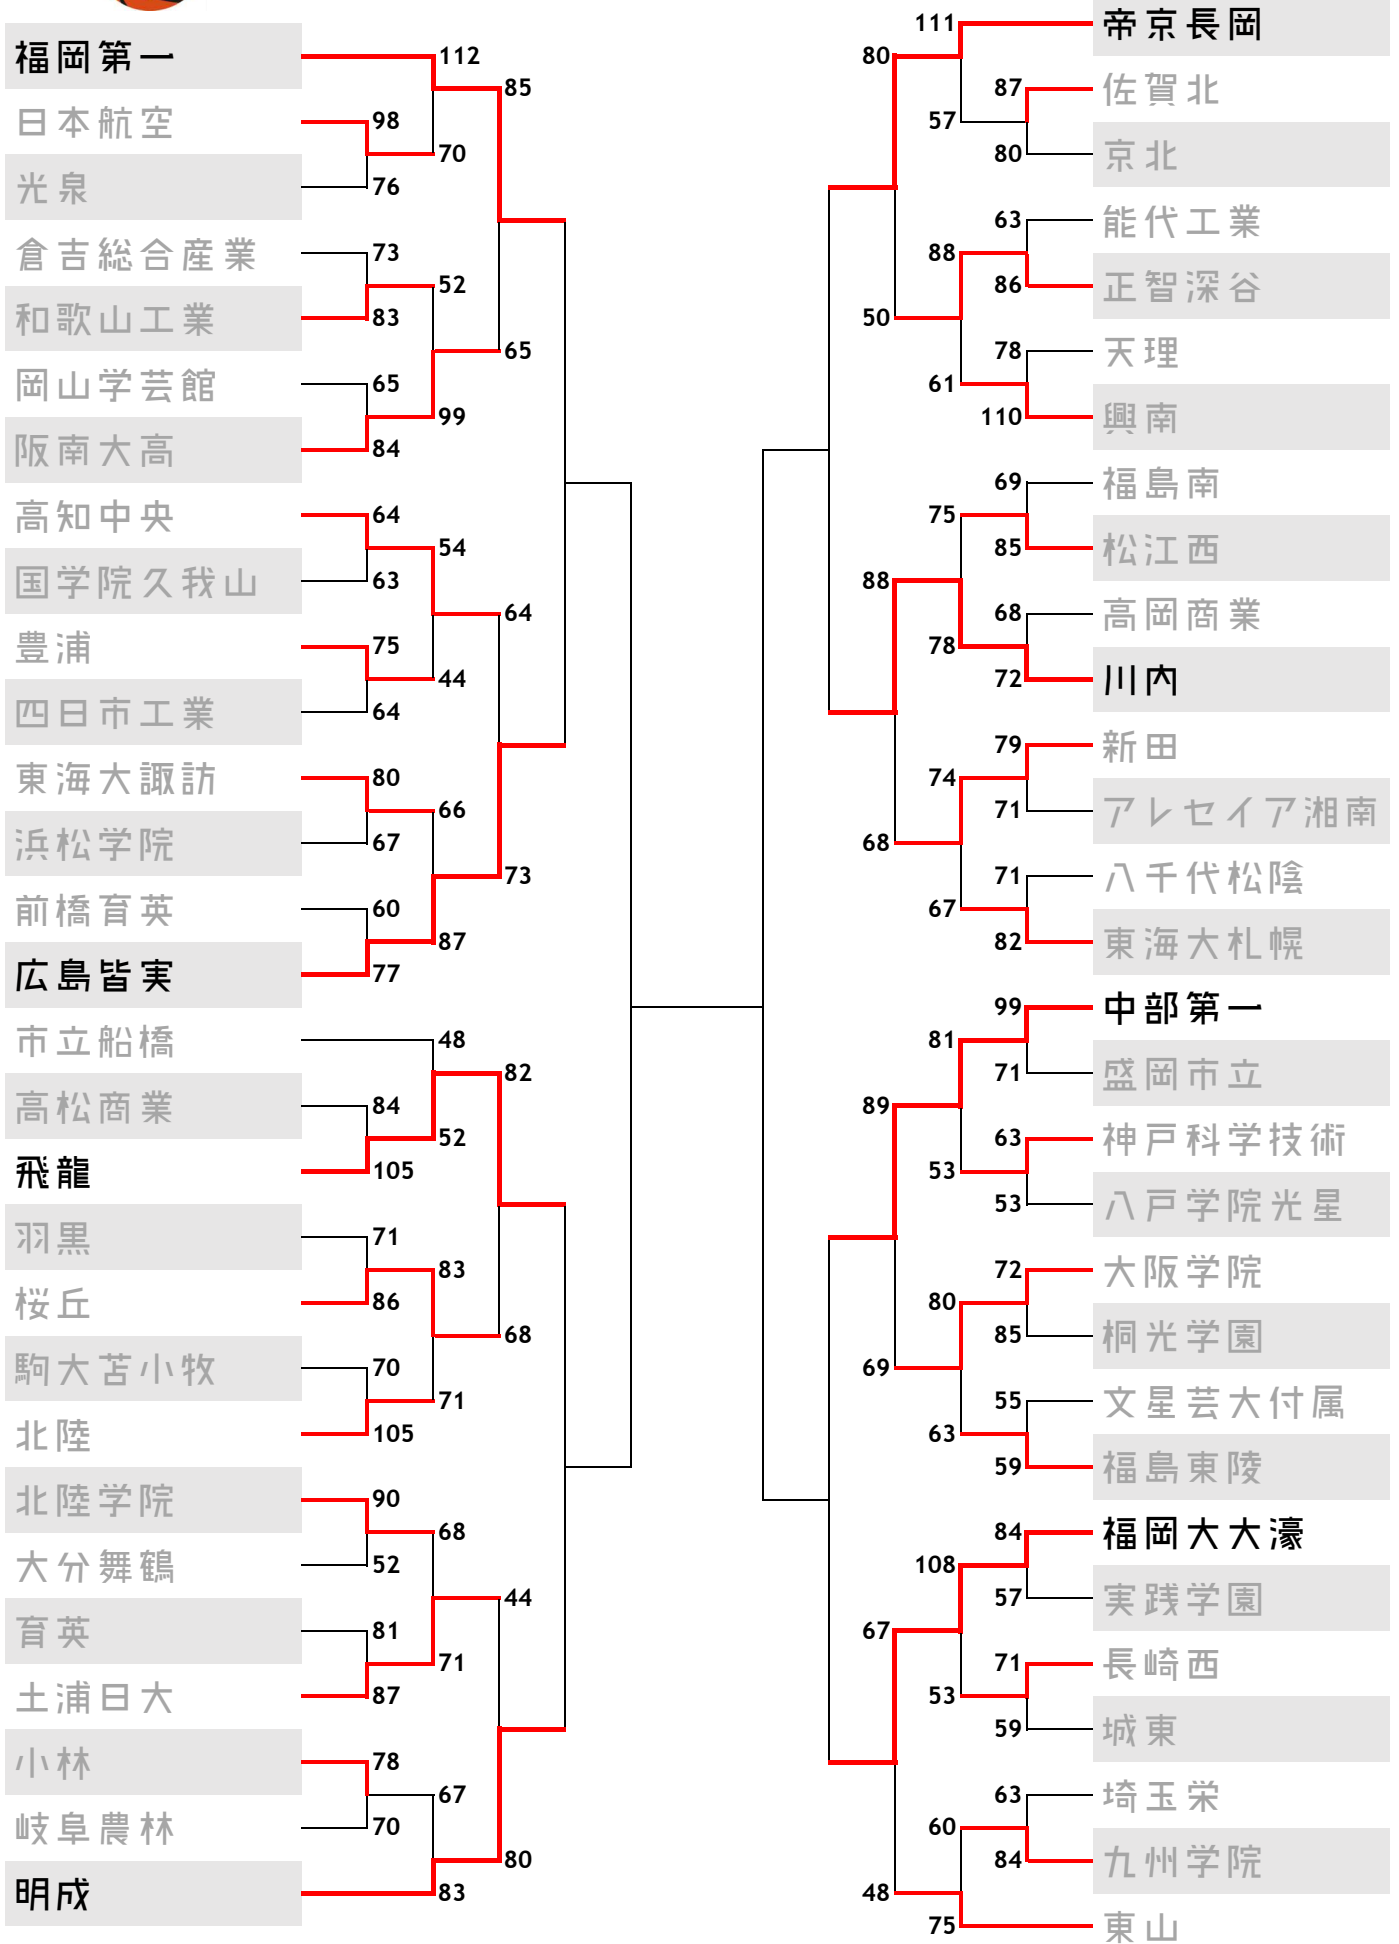 福岡第一
112
85
日本航空
98
70
光泉
76
倉吉総合産業
73
52
和歌山工業
83
65
岡山学芸館
65
99
阪南大高
84
高知中央
64
54
国学院久我山
63
64
豊浦
75
44
四日市工業
64
東海大諏訪
80
66
浜松学院
67
73
前橋育英
60
87
広島皆実
77
市立船橋
48
82
高松商業
84
52
飛龍
105
羽黒
71
83
桜丘
86
68
駒大苫小牧
70
71
北陸
105
北陸学院
90
68
大分舞鶴
52
44
育英
81
71
土浦日大
87
小林
78
67
岐阜農林
70
80
明成
83
111
帝京長岡
80
87
佐賀北
57
80
京北
63
能代工業
88
86
正智深谷
50
78
天理
61
110
興南
69
福島南
75
85
松江西
88
68
高岡商業
78
72
川内
79
新田
74
71
アレセイア湘南
68
71
八千代松陰
67
82
東海大札幌
99
中部第一
81
71
盛岡市立
89
63
神戸科学技術
53
53
八戸学院光星
72
大阪学院
80
85
桐光学園
69
55
文星芸大付属
63
59
福島東陵
84
福岡大大濠
108
57
実践学園
67
71
長崎西
53
59
城東
63
埼玉栄
60
84
九州学院
48
75
東山